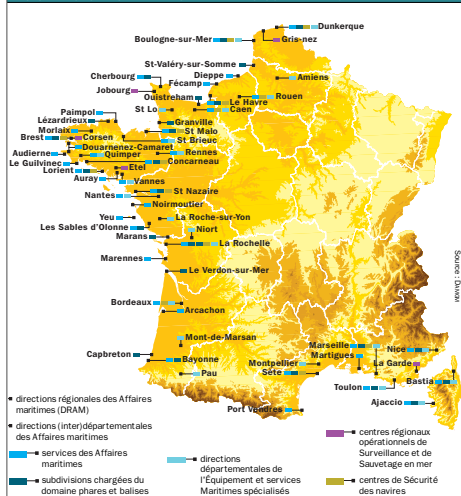 Dunkerque
Boulogne-sur-Mer
Gris-nez
St-Valéry-sur-Somme
Cherbourg
Dieppe
Amiens
Fécamp
Jobourg
Ouistreham
Rouen
Le Havre
Paimpol
St Lo
Caen
Lézardrieux
Granville
Morlaix
St Malo
Brest
Corsen
St Brieuc
Douarnenez-Camaret
Audierne
Quimper
Rennes
Le Guilvinec
Concarneau
Lorient
Etel
Auray
Vannes
St Nazaire
Nantes
Noirmoutier
Yeu
La Roche-sur-Yon
Les Sables d'Olonne
Niort
Marans
La Rochelle
Marennes
Source : DAMGM
Le Verdon-sur-Mer
Bordeaux
Arcachon
Mont-de-Marsan
Marseille
Nice
Capbreton
Martigues
Bayonne
Montpellier
La Garde
Pau
Sète
Bastia
Toulon
Ajaccio
Port Vendres
directions régionales des Affaires
maritimes (DRAM)
directions (inter)départementales
des Affaires maritimes
services des Affaires
maritimes
subdivisions chargées du
domaine phares et balises
directions
départementales de
l'Équipement et services
Maritimes spécialisés
centres régionaux
opérationnels de
Surveillance et de
Sauvetage en mer
centres de Sécurité
des navires